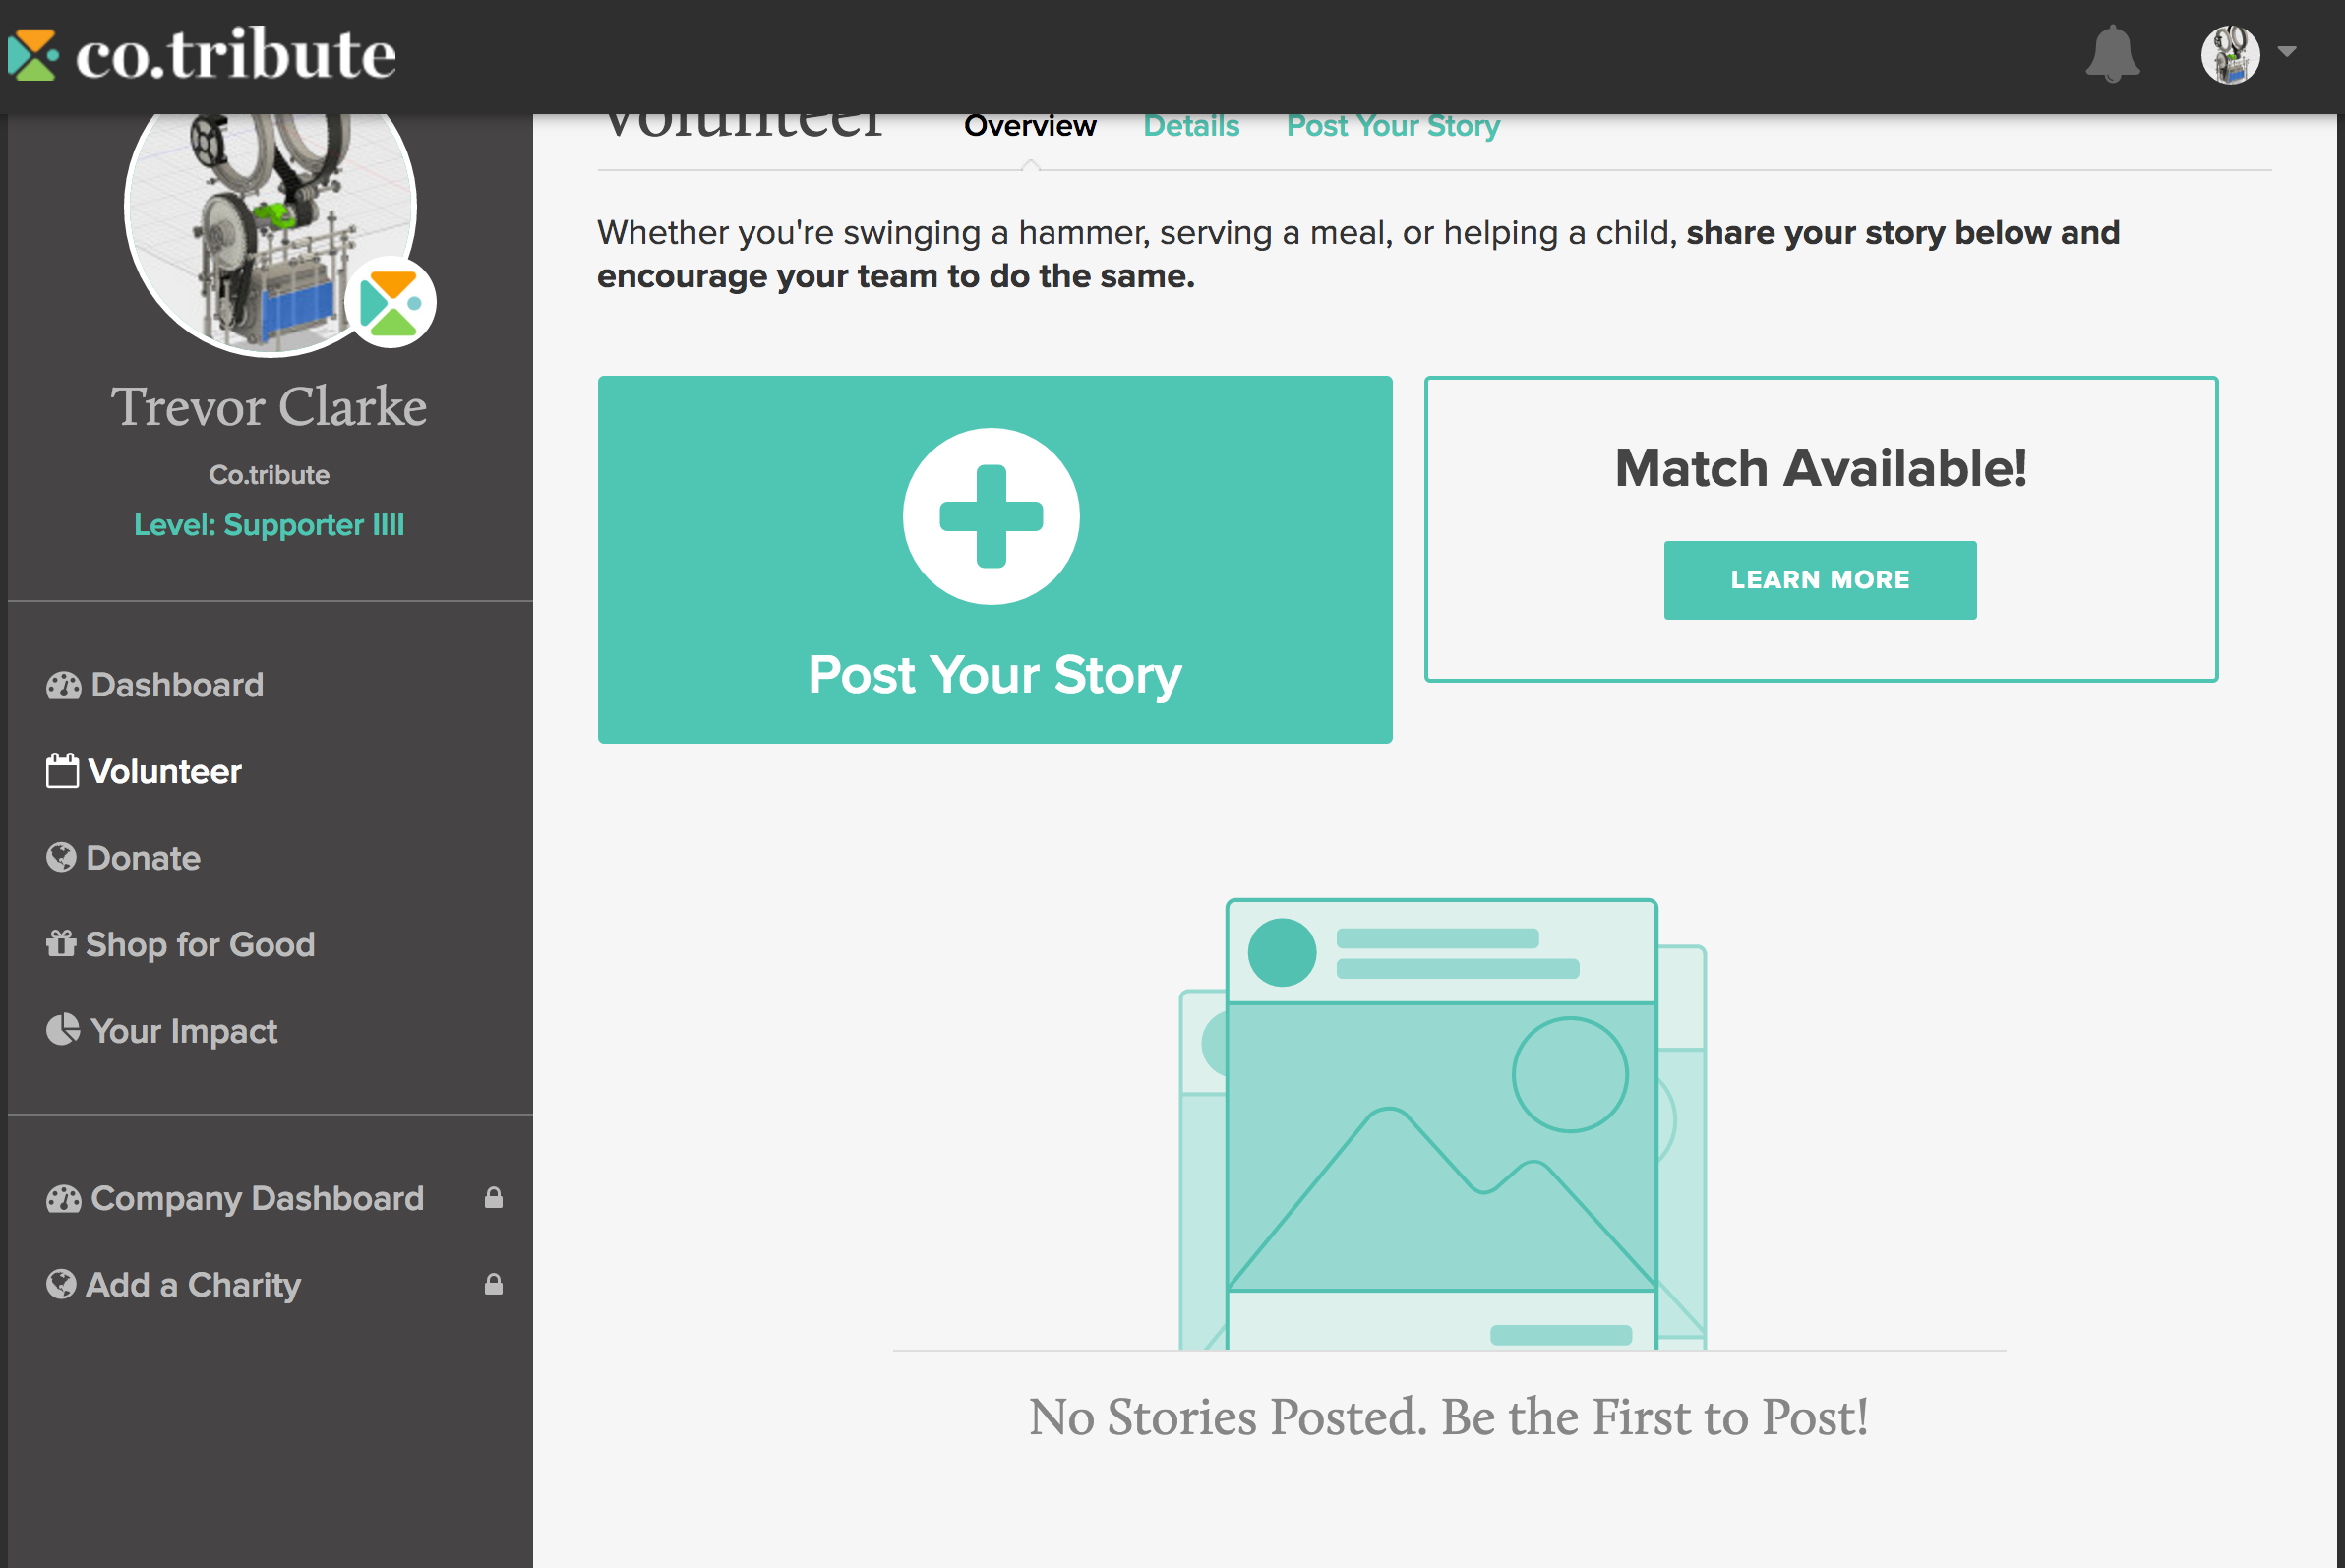 co.tribute
Volunteer
Overview
Details
Post Your Story
Trevor Clarke
Co.tribute
Level: Supporter IIII
Dashboard
Volunteer
Donate
Shop for Good
Your Impact
Company Dashboard
Add a Charity
Whether you're swinging a hammer, serving a meal, or helping a child, share your story below and
encourage your team to do the same.
Post Your Story
Match Available!
LEARN MORE
No Stories Posted. Be the First to Post!